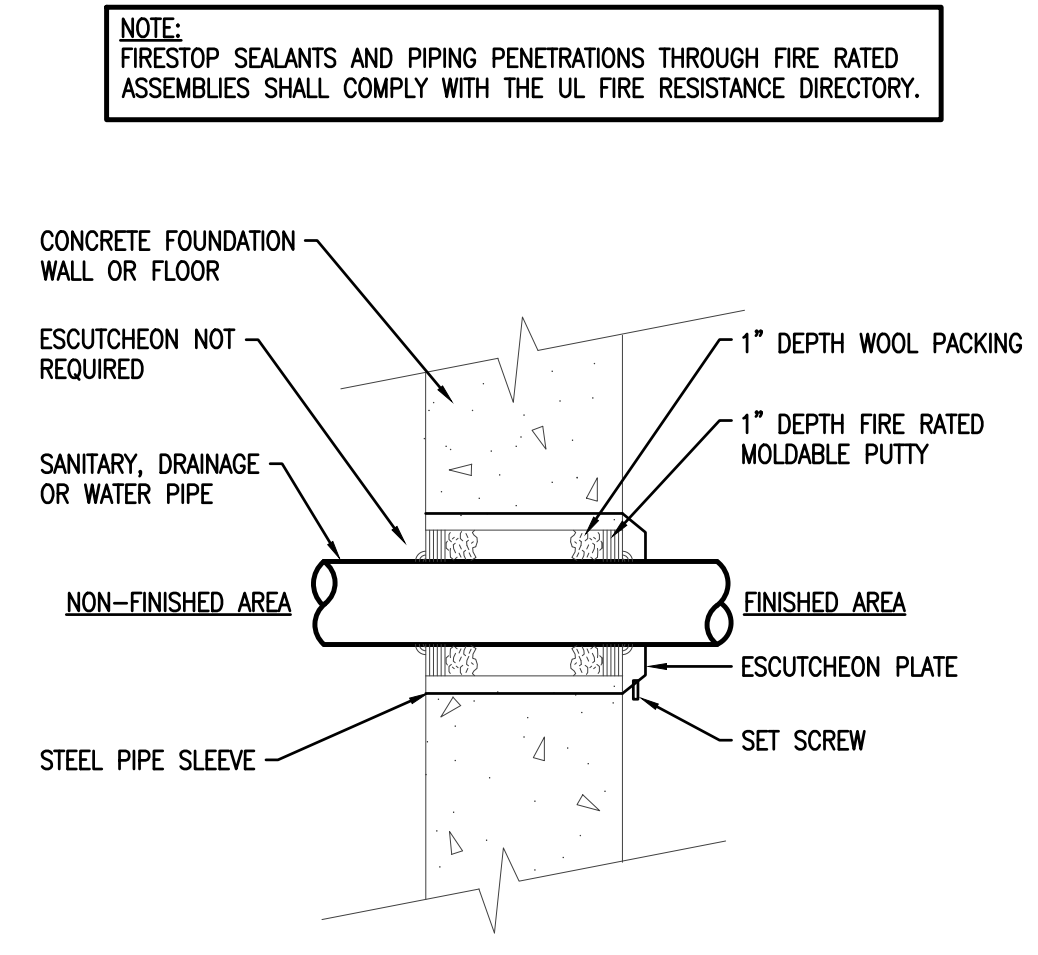 NOTE:
FIRESTOP SEALANTS AND PIPING PENETRATIONS THROUGH FIRE RATED
ASSEMBLIES SHALL COMPLY WITH THE UL FIRE RESISTANCE DIRECTORY.
CONCRETE FOUNDATION
WALL OR FLOOR
ESCUTCHEON NOT
REQUIRED
SANITARY, DRAINAGE
OR WATER PIPE
NON-FINISHED AREA
STEEL PIPE SLEEVE
1" DEPTH WOOL PACKING
1" DEPTH FIRE RATED
MOLDABLE PUTTY
FINISHED AREA
ESCUTCHEON PLATE
SET SCREW